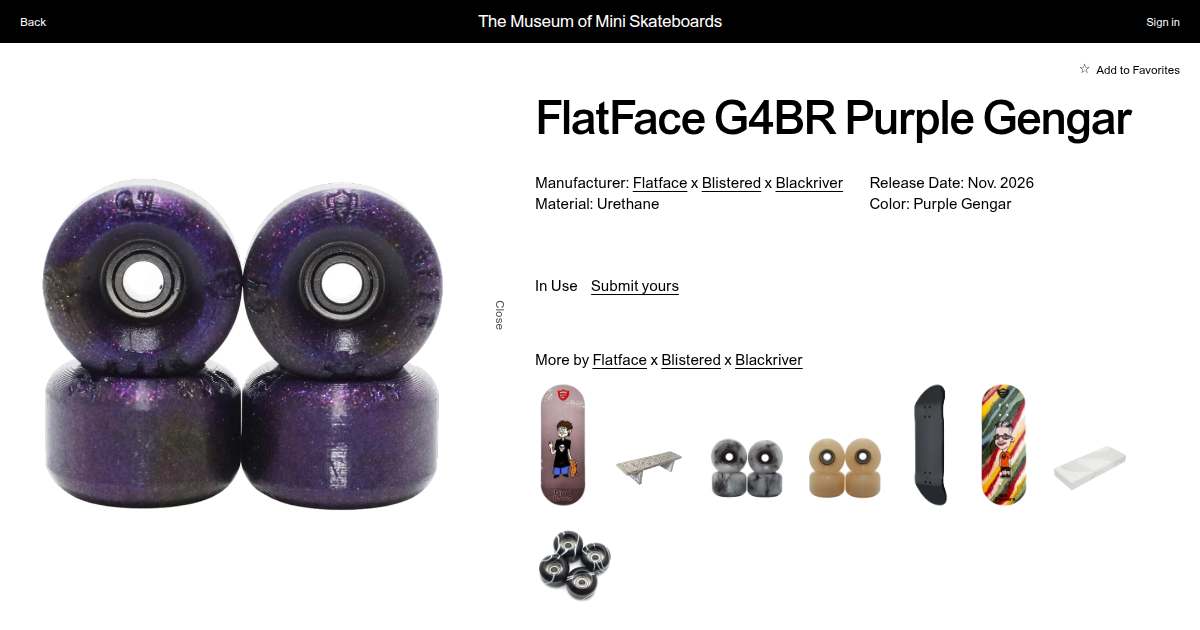 Back
The Museum of Mini Skateboards
Sign in
☆ Add to Favorites
FlatFace G4BR Purple Gengar
Manufacturer: Flatface x Blistered x Blackriver
Material: Urethane
Release Date: Nov. 2026
Color: Purple Gengar
In Use Submit yours
Close
More by Flatface x Blistered x Blackriver